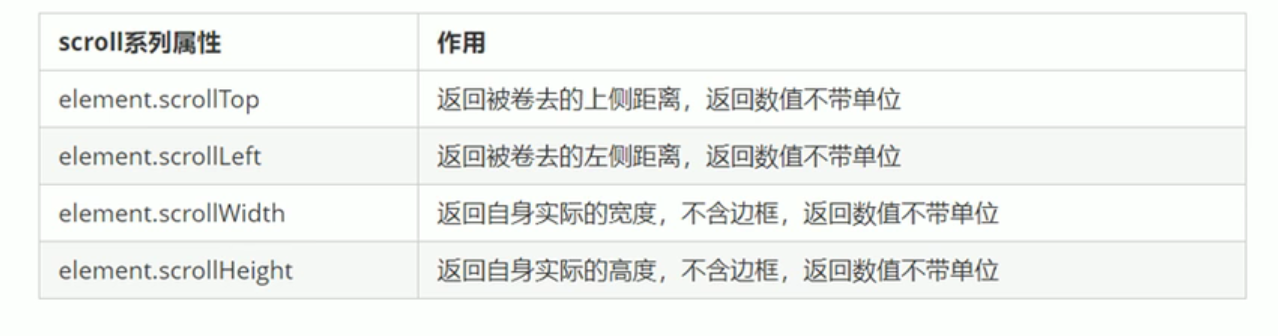 scroll系列属性 作用
element.scrollTop 返回被卷去的上侧距离，返回数值不带单位
element.scrollLeft 返回被卷去的左侧距离，返回数值不带单位
element.scrollWidth 返回自身实际的宽度，不含边框，返回数值不带单位
element.scrollHeight 返回自身实际的高度，不含边框，返回数值不带单位